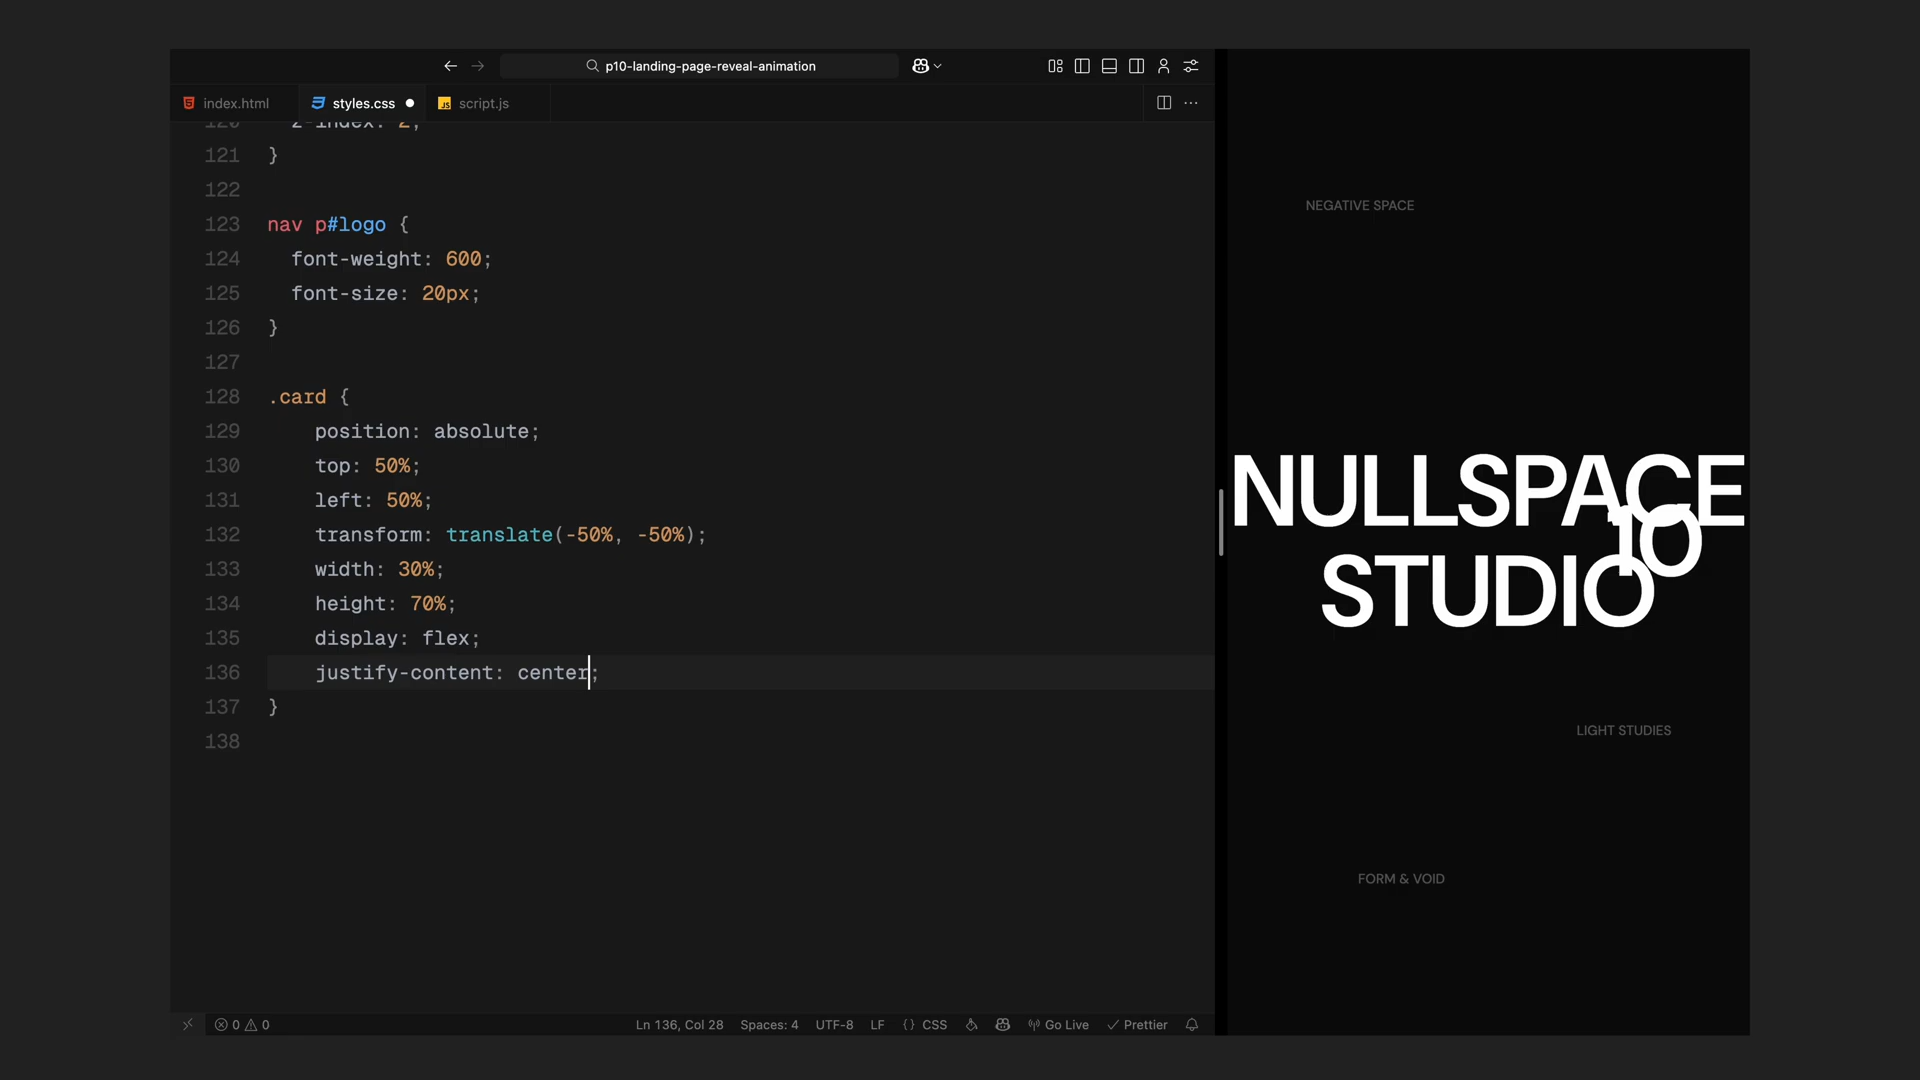 p10-landing-page-reveal-animation
index.html
styles.css
script.js
120 z-index: 2;
121 }
122
123 nav p#logo {
124 font-weight: 600;
125 font-size: 20px;
126 }
127
128 .card {
129 position: absolute;
130 top: 50%;
131 left: 50%;
132 transform: translate(-50%, -50%);
133 width: 30%;
134 height: 70%;
135 display: flex;
136 justify-content: center;
137 }
138
0 0
Ln 136, Col 28
Spaces: 4
UTF-8
LF
{} CSS
Go Live
Prettier
NEGATIVE SPACE
NULLSPACE
10
STUDIO
LIGHT STUDIES
FORM & VOID